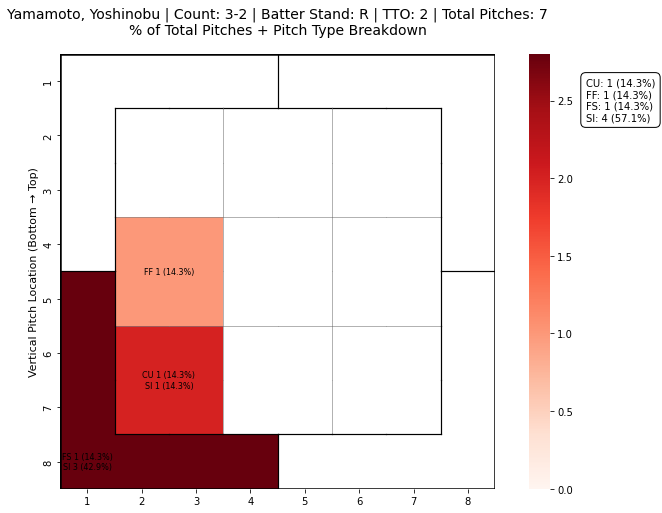 Yamamoto, Yoshinobu | Count: 3-2 | Batter Stand: R | TTO: 2 | Total Pitches: 7
% of Total Pitches + Pitch Type Breakdown
CU: 1 (14.3%)
FF: 1 (14.3%)
FS: 1 (14.3%)
SI: 4 (57.1%)
Vertical Pitch Location (Bottom → Top)
1
2
3
4
5
6
7
8
FF 1 (14.3%)
CU 1 (14.3%)
SI 1 (14.3%)
FS 1 (14.3%)
SI 3 (42.9%)
1 2 3 4 5 6 7 8
2.5
2.0
1.5
1.0
0.5
0.0